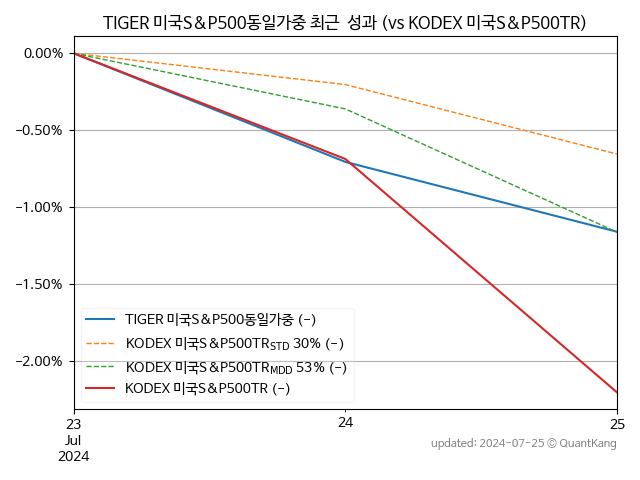 TIGER 미국S&P500동일가중 최근  성과 (vs KODEX 미국S&P500TR)
0.00%
−0.50%
−1.00%
−1.50%
−2.00%
TIGER 미국S&P500동일가중 (-)
KODEX 미국S&P500TR_STD 30% (-)
KODEX 미국S&P500TR_MDD 53% (-)
KODEX 미국S&P500TR (-)
23 24 25
Jul
2024
updated: 2024-07-25 © QuantKang